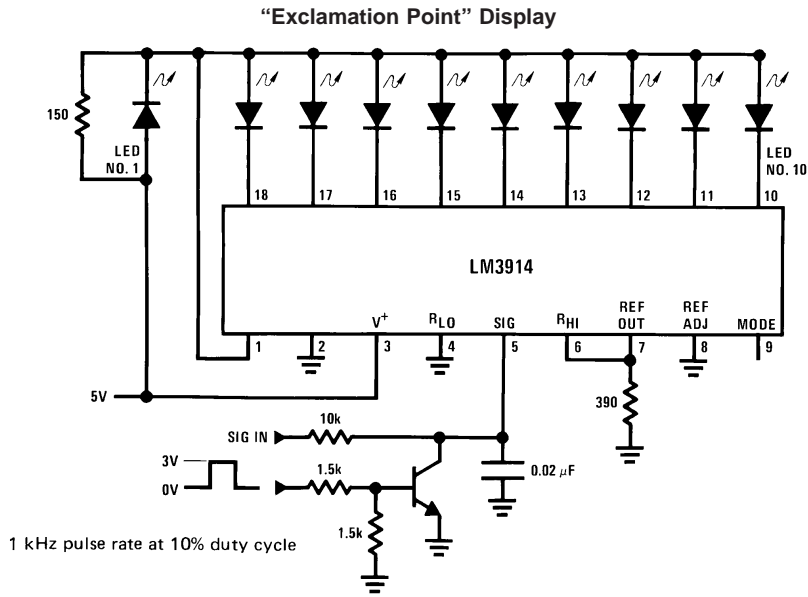 “Exclamation Point” Display
150
LED
NO. 1
LED
NO. 10
18 17 16 15 14 13 12 11 10
LM3914
V+ RLO SIG RHI REF OUT REF ADJ MODE
1 2 3 4 5 6 7 8 9
5V
390
10k
SIG IN
3V
0V
1.5k
0.02 μF
1.5k
1 kHz pulse rate at 10% duty cycle